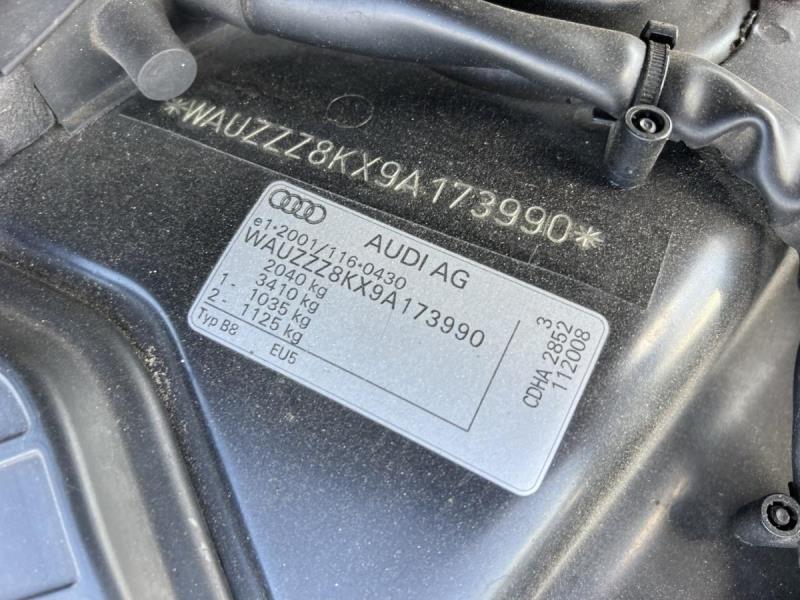 *WAUZZZ8KX9A173990*
AUDI AG
e1*2001/116*0430
WAUZZZ8KX9A173990
2040 kg
3410 kg
1- 1035 kg
2- 1125 kg
Typ B8
EU5
3
CDHA 2852
112008